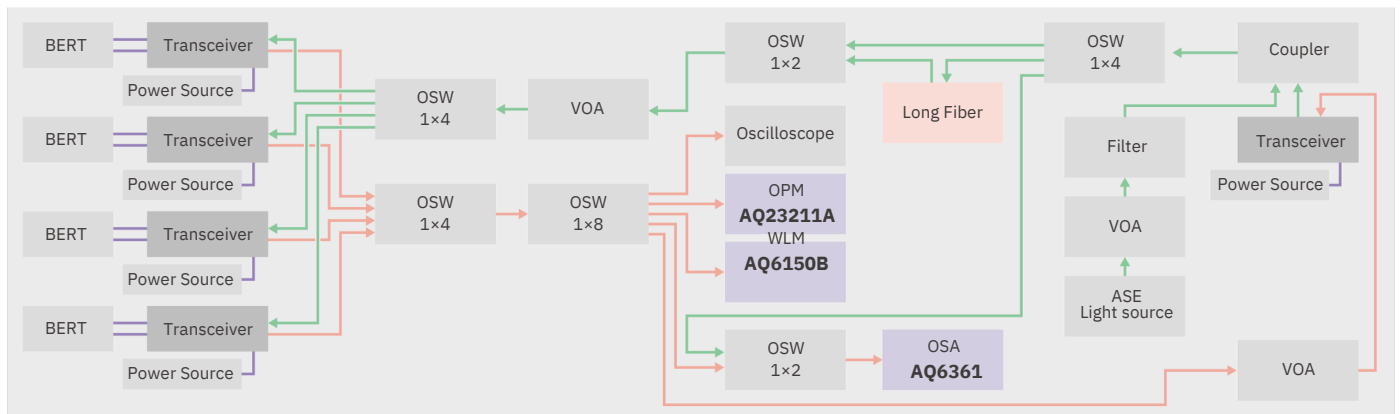 BERT
Transceiver
Power Source
BERT
Transceiver
Power Source
BERT
Transceiver
Power Source
BERT
Transceiver
Power Source
OSW
1×4
VOA
OSW
1×4
OSW
1×8
OSW
1×2
Oscilloscope
OPM
AQ23211A
WLM
AQ6150B
OSW
1×2
OSA
AQ6361
Long Fiber
OSW
1×4
Coupler
Filter
VOA
ASE
Light source
Transceiver
Power Source
VOA